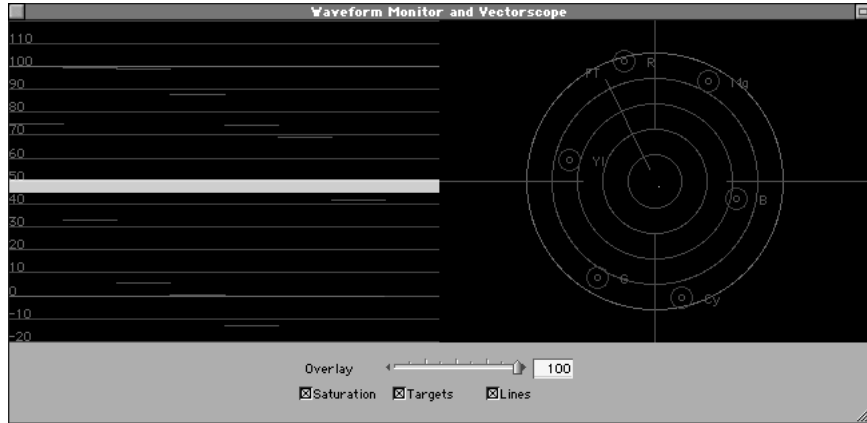 Waveform Monitor and Vectorscope
110
100
90
80
70
60
50
40
30
20
10
0
-10
-20
R
PT
Mg
Yl
B
G
Cy
Overlay
100
Saturation Targets Lines